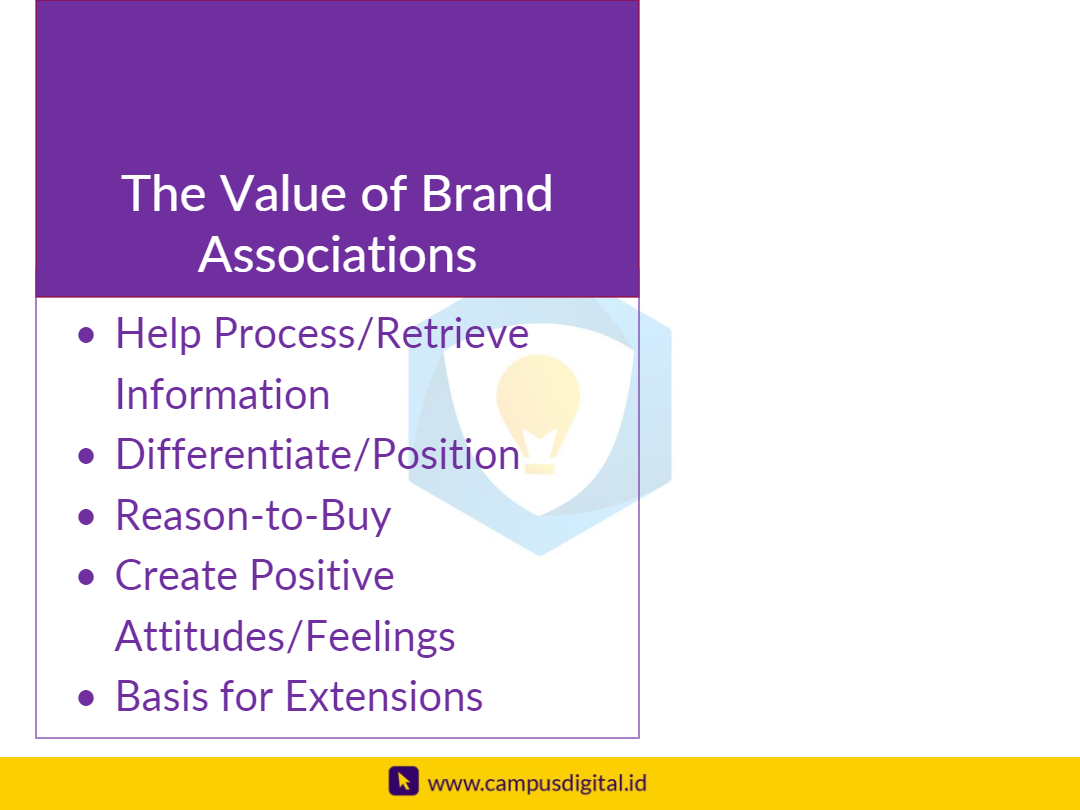 The Value of Brand
Associations
• Help Process/Retrieve
Information
• Differentiate/Position
• Reason-to-Buy
• Create Positive
Attitudes/Feelings
• Basis for Extensions
www.campusdigital.id